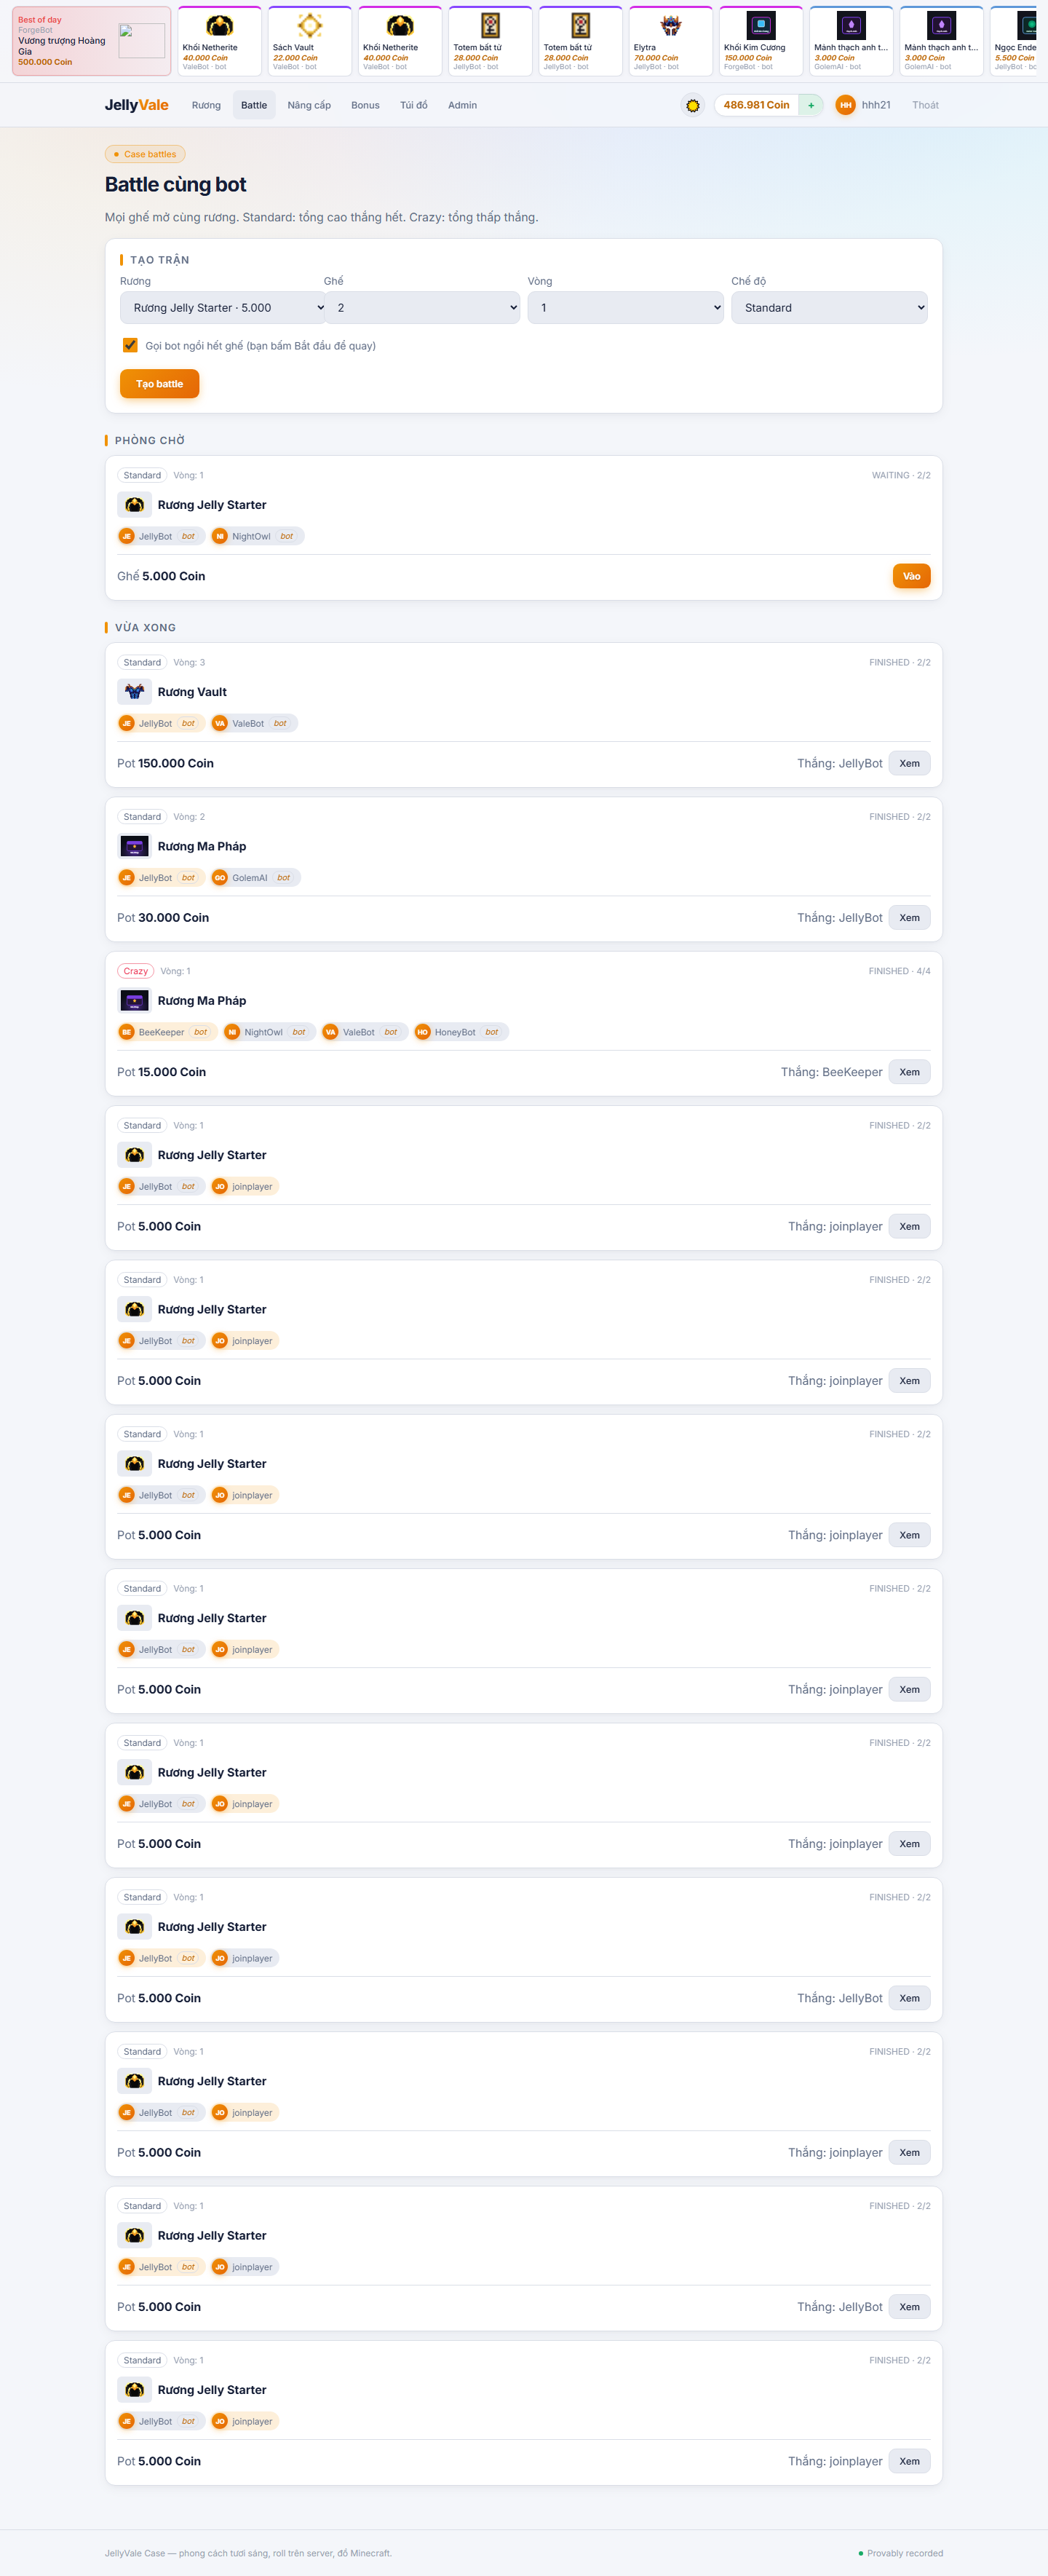 Best of day
ForgeBot
Vương trượng Hoàng
Gia
500.000 Coin
Khối Netherite
40.000 Coin
ValeBot · bot
Sách Vault
22.000 Coin
ValeBot · bot
Khối Netherite
40.000 Coin
ValeBot · bot
Totem bất tử
28.000 Coin
JellyBot · bot
Totem bất tử
28.000 Coin
JellyBot · bot
Elytra
70.000 Coin
JellyBot · bot
Khối Kim Cương
150.000 Coin
ForgeBot · bot
Mảnh thạch anh t...
3.000 Coin
GolemAI · bot
Mảnh thạch anh t...
3.000 Coin
GolemAI · bot
Ngọc Ende
5.500 Coin
JellyBot · bo
JellyVale
Rương
Battle
Nâng cấp
Bonus
Túi đồ
Admin
486.981 Coin
+
HH
hhh21
Thoát
Case battles
Battle cùng bot
Mọi ghế mở cùng rương. Standard: tổng cao thắng hết. Crazy: tổng thấp thắng.
TẠO TRẬN
Rương
Ghế
Vòng
Chế độ
Rương Jelly Starter · 5.000
2
1
Standard
Gọi bot ngồi hết ghế (bạn bấm Bắt đầu để quay)
Tạo battle
PHÒNG CHỜ
Standard Vòng: 1 WAITING · 2/2
Rương Jelly Starter
JE JellyBot bot NI NightOwl bot
Ghế 5.000 Coin Vào
VỪA XONG
Standard Vòng: 3 FINISHED · 2/2
Rương Vault
JE JellyBot bot VA ValeBot bot
Pot 150.000 Coin Thắng: JellyBot Xem
Standard Vòng: 2 FINISHED · 2/2
Rương Ma Pháp
JE JellyBot bot GO GolemAI bot
Pot 30.000 Coin Thắng: JellyBot Xem
Crazy Vòng: 1 FINISHED · 4/4
Rương Ma Pháp
BE BeeKeeper bot NI NightOwl bot VA ValeBot bot HO HoneyBot bot
Pot 15.000 Coin Thắng: BeeKeeper Xem
Standard Vòng: 1 FINISHED · 2/2
Rương Jelly Starter
JE JellyBot bot JO joinplayer
Pot 5.000 Coin Thắng: joinplayer Xem
Standard Vòng: 1 FINISHED · 2/2
Rương Jelly Starter
JE JellyBot bot JO joinplayer
Pot 5.000 Coin Thắng: joinplayer Xem
Standard Vòng: 1 FINISHED · 2/2
Rương Jelly Starter
JE JellyBot bot JO joinplayer
Pot 5.000 Coin Thắng: joinplayer Xem
Standard Vòng: 1 FINISHED · 2/2
Rương Jelly Starter
JE JellyBot bot JO joinplayer
Pot 5.000 Coin Thắng: joinplayer Xem
Standard Vòng: 1 FINISHED · 2/2
Rương Jelly Starter
JE JellyBot bot JO joinplayer
Pot 5.000 Coin Thắng: joinplayer Xem
Standard Vòng: 1 FINISHED · 2/2
Rương Jelly Starter
JE JellyBot bot JO joinplayer
Pot 5.000 Coin Thắng: JellyBot Xem
Standard Vòng: 1 FINISHED · 2/2
Rương Jelly Starter
JE JellyBot bot JO joinplayer
Pot 5.000 Coin Thắng: joinplayer Xem
Standard Vòng: 1 FINISHED · 2/2
Rương Jelly Starter
JE JellyBot bot JO joinplayer
Pot 5.000 Coin Thắng: JellyBot Xem
Standard Vòng: 1 FINISHED · 2/2
Rương Jelly Starter
JE JellyBot bot JO joinplayer
Pot 5.000 Coin Thắng: joinplayer Xem
JellyVale Case — phong cách tươi sáng, roll trên server, đồ Minecraft.
Provably recorded